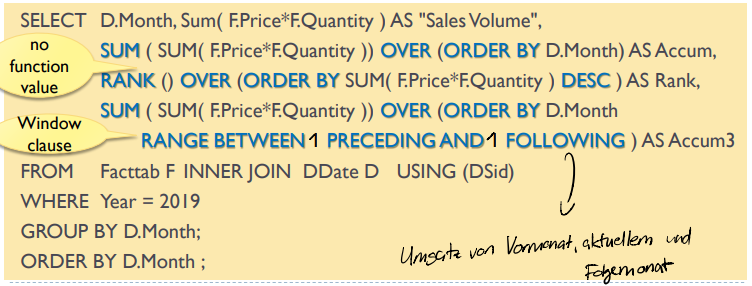 SELECT D.Month, Sum( F.Price*F.Quantity ) AS "Sales Volume",
no function value
SUM ( SUM( F.Price*F.Quantity )) OVER (ORDER BY D.Month) AS Accum,
RANK () OVER (ORDER BY SUM( F.Price*F.Quantity ) DESC ) AS Rank,
SUM ( SUM( F.Price*F.Quantity )) OVER (ORDER BY D.Month
Window clause
RANGE BETWEEN 1 PRECEDING AND 1 FOLLOWING ) AS Accum3
FROM Facttab F INNER JOIN DDate D USING (DSid)
WHERE Year = 2019
GROUP BY D.Month;
ORDER BY D.Month ;
Umsatz von Vormonat, aktuellem und
Folgemonat